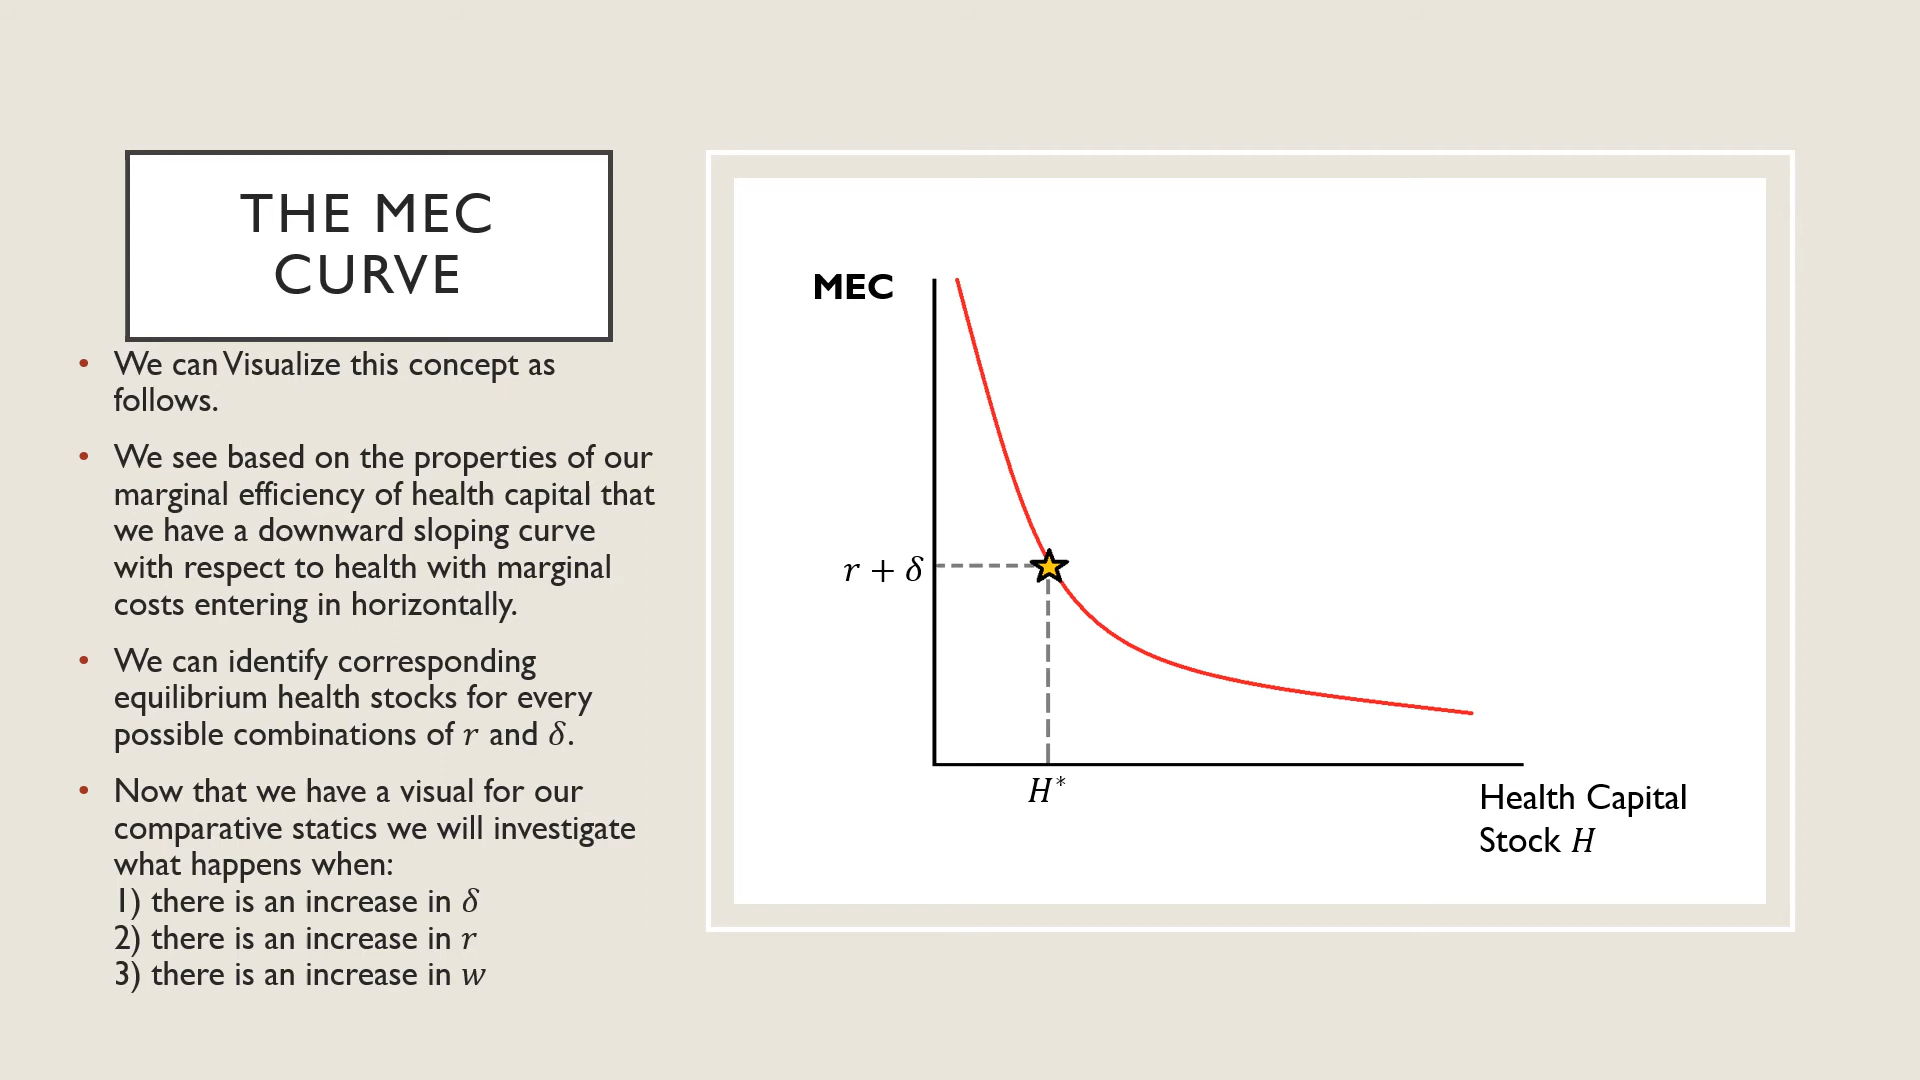 THE MEC
CURVE
• We can Visualize this concept as
follows.
• We see based on the properties of our
marginal efficiency of health capital that
we have a downward sloping curve
with respect to health with marginal
costs entering in horizontally.
• We can identify corresponding
equilibrium health stocks for every
possible combinations of r and δ.
• Now that we have a visual for our
comparative statics we will investigate
what happens when:
1) there is an increase in δ
2) there is an increase in r
3) there is an increase in w
MEC
r + δ
H*
Health Capital
Stock H